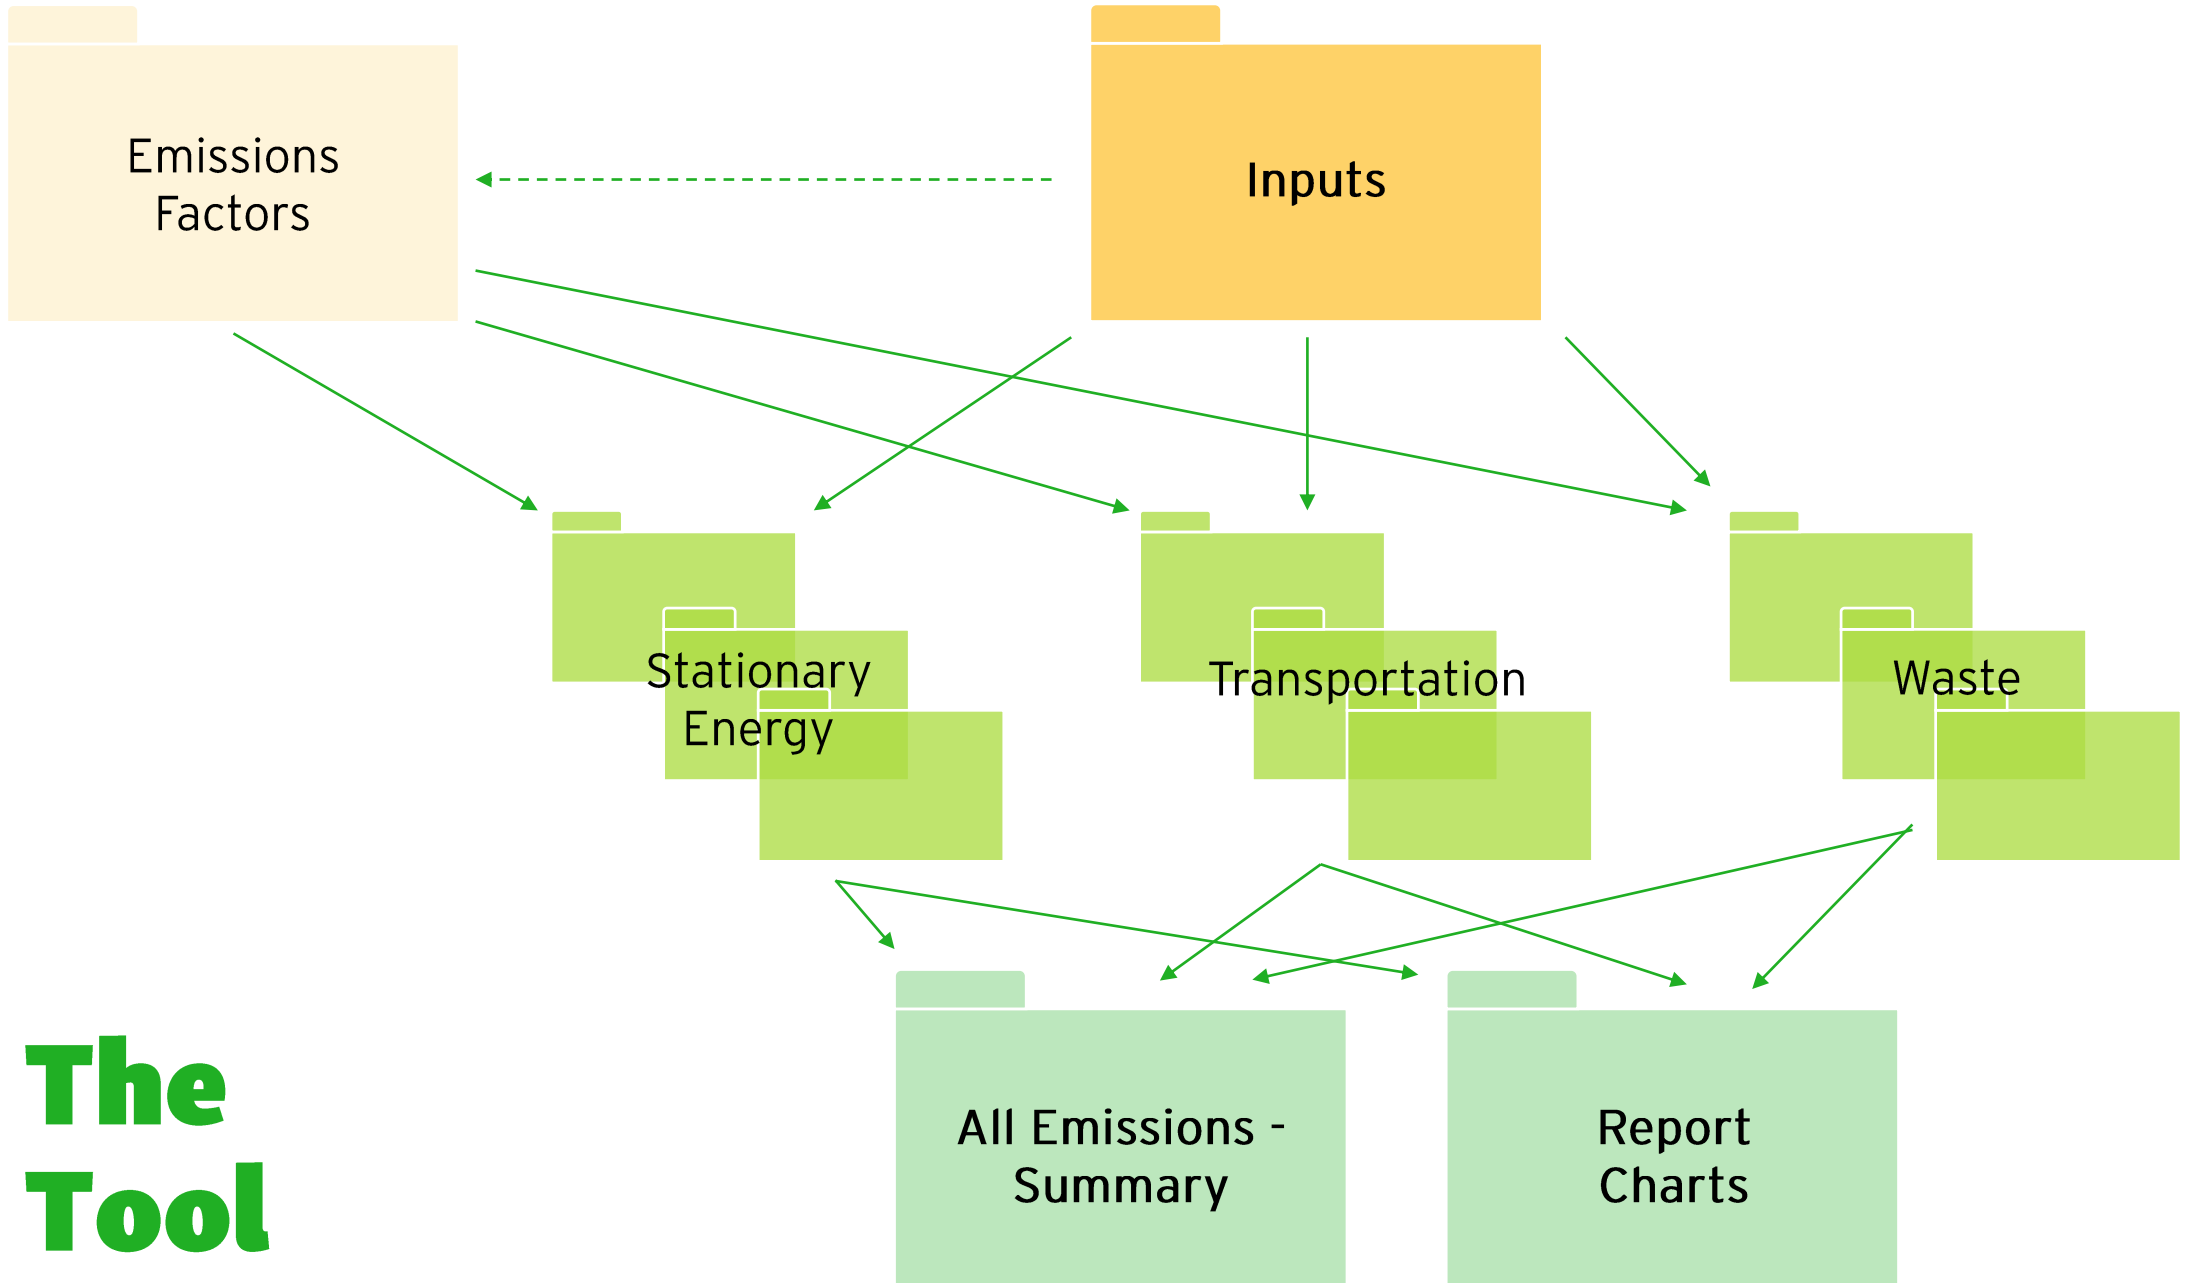 Emissions
Factors
Inputs
Stationary
Energy
Transportation
Waste
All Emissions -
Summary
Report
Charts
The
Tool